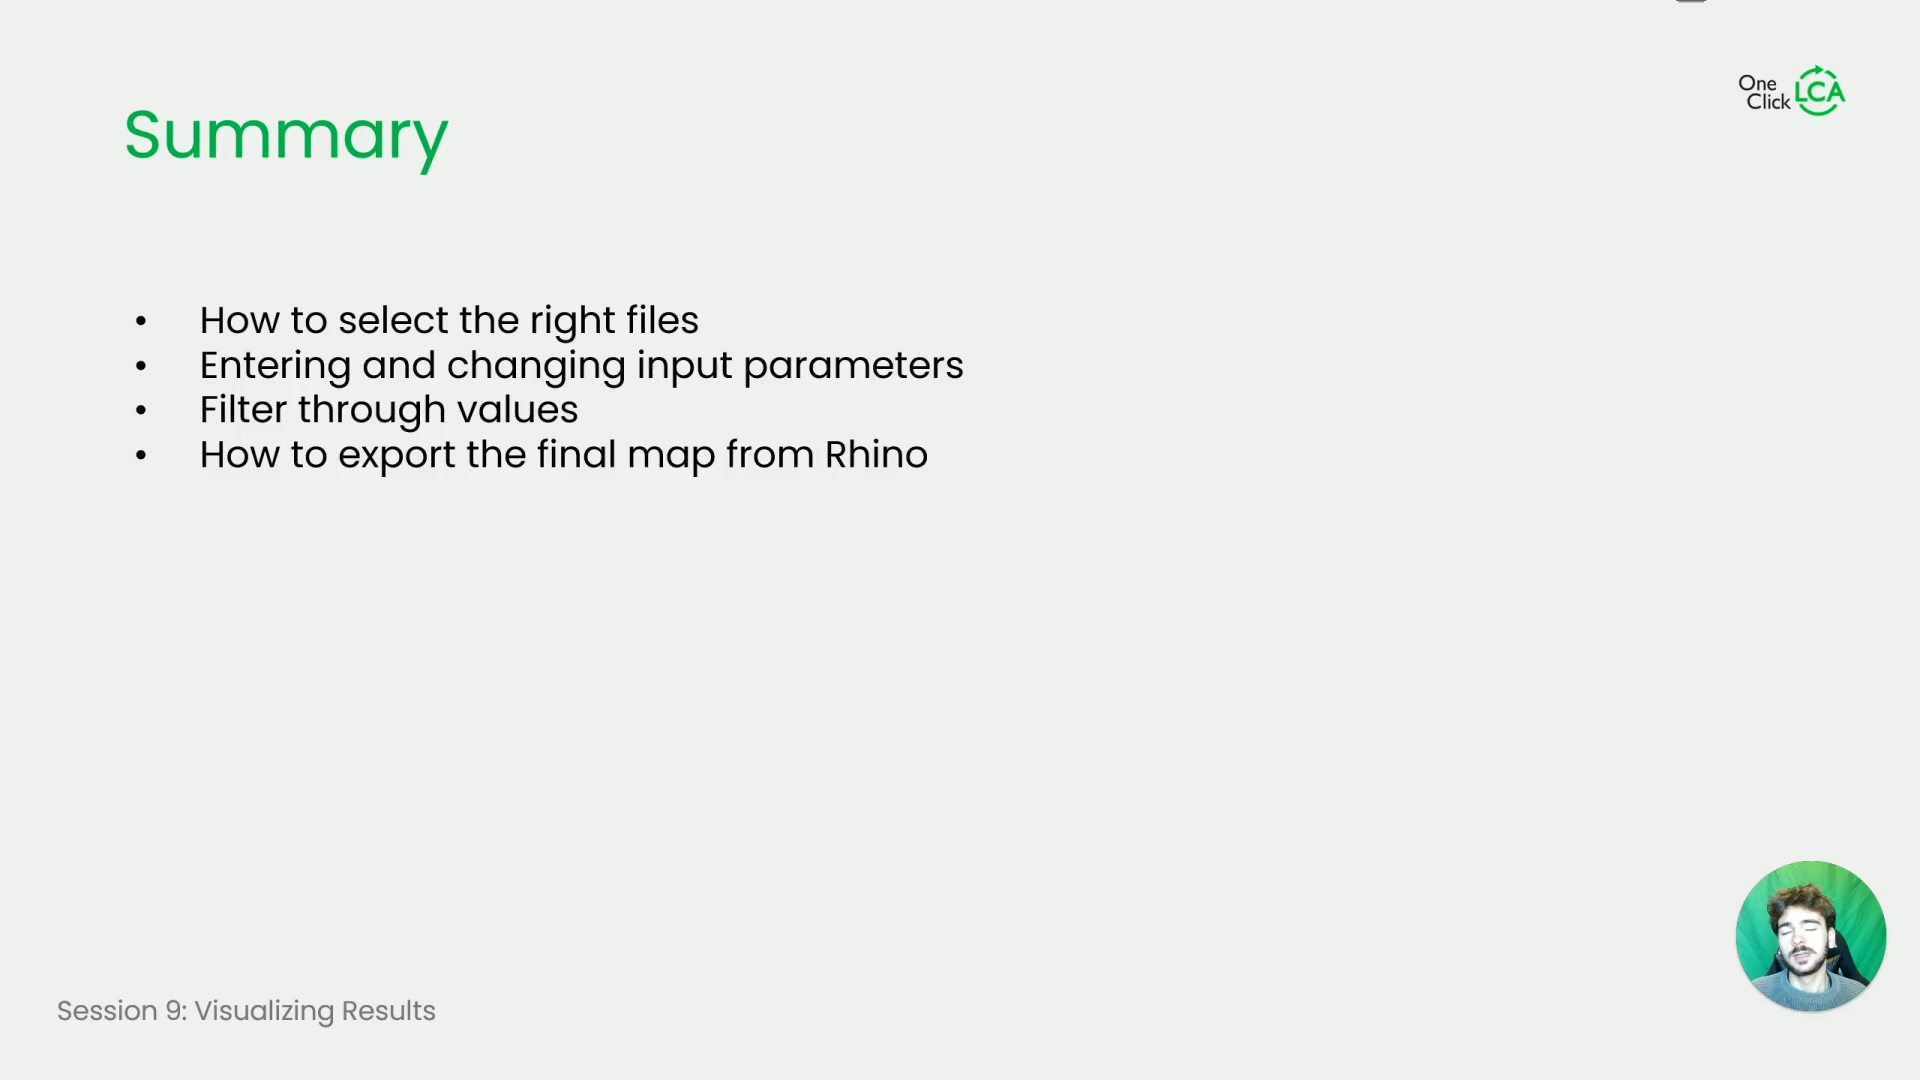 One
Click LCA
Summary
• How to select the right files
• Entering and changing input parameters
• Filter through values
• How to export the final map from Rhino
Session 9: Visualizing Results